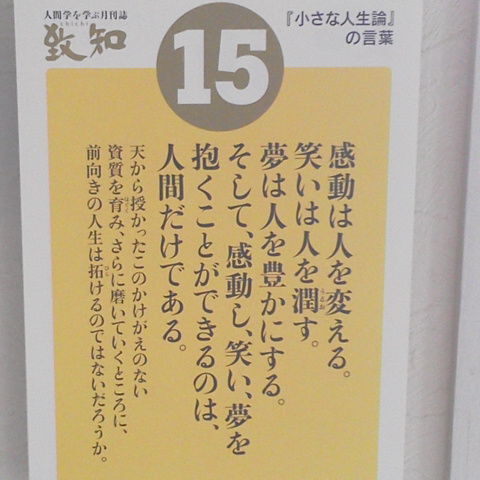 人間学を学ぶ月刊誌
chichi
致知
15
『小さな人生論』
の言葉
感動は人を変える。
笑いは人を潤す。
夢は人を豊かにする。
そして、感動し、笑い、夢を
抱くことができるのは、
人間だけである。
天から授かったこのかけがえのない
資質を育み、さらに磨いていくところに、
前向きの人生は拓けるのではないだろうか。